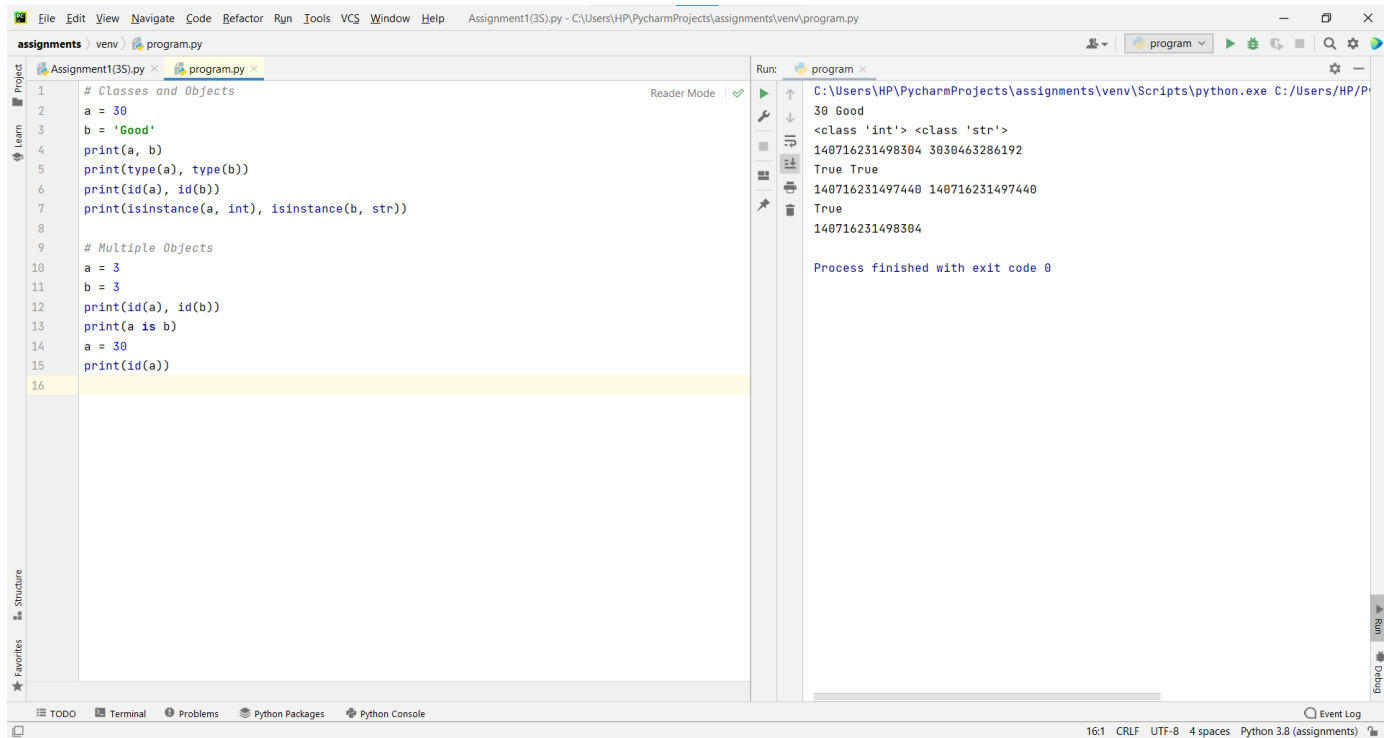 File Edit View Navigate Code Refactor Run Tools VCS Window Help Assignment1(3S).py - C:\Users\HP\PycharmProjects\assignments\venv\program.py
assignments venv program.py
program
Project
Learn
Structure
Favorites
Assignment1(3S).py program.py
Reader Mode
1 # Classes and Objects
2 a = 30
3 b = 'Good'
4 print(a, b)
5 print(type(a), type(b))
6 print(id(a), id(b))
7 print(isinstance(a, int), isinstance(b, str))
8
9 # Multiple Objects
10 a = 3
11 b = 3
12 print(id(a), id(b))
13 print(a is b)
14 a = 30
15 print(id(a))
16
Run: program
C:\Users\HP\PycharmProjects\assignments\venv\Scripts\python.exe C:/Users/HP/P
30 Good
<class 'int'> <class 'str'>
140716231498304 3030463286192
True True
140716231497440 140716231497440
True
140716231498304
Process finished with exit code 0
Run
Debug
TODO Terminal Problems Python Packages Python Console Event Log
16:1 CRLF UTF-8 4 spaces Python 3.8 (assignments)